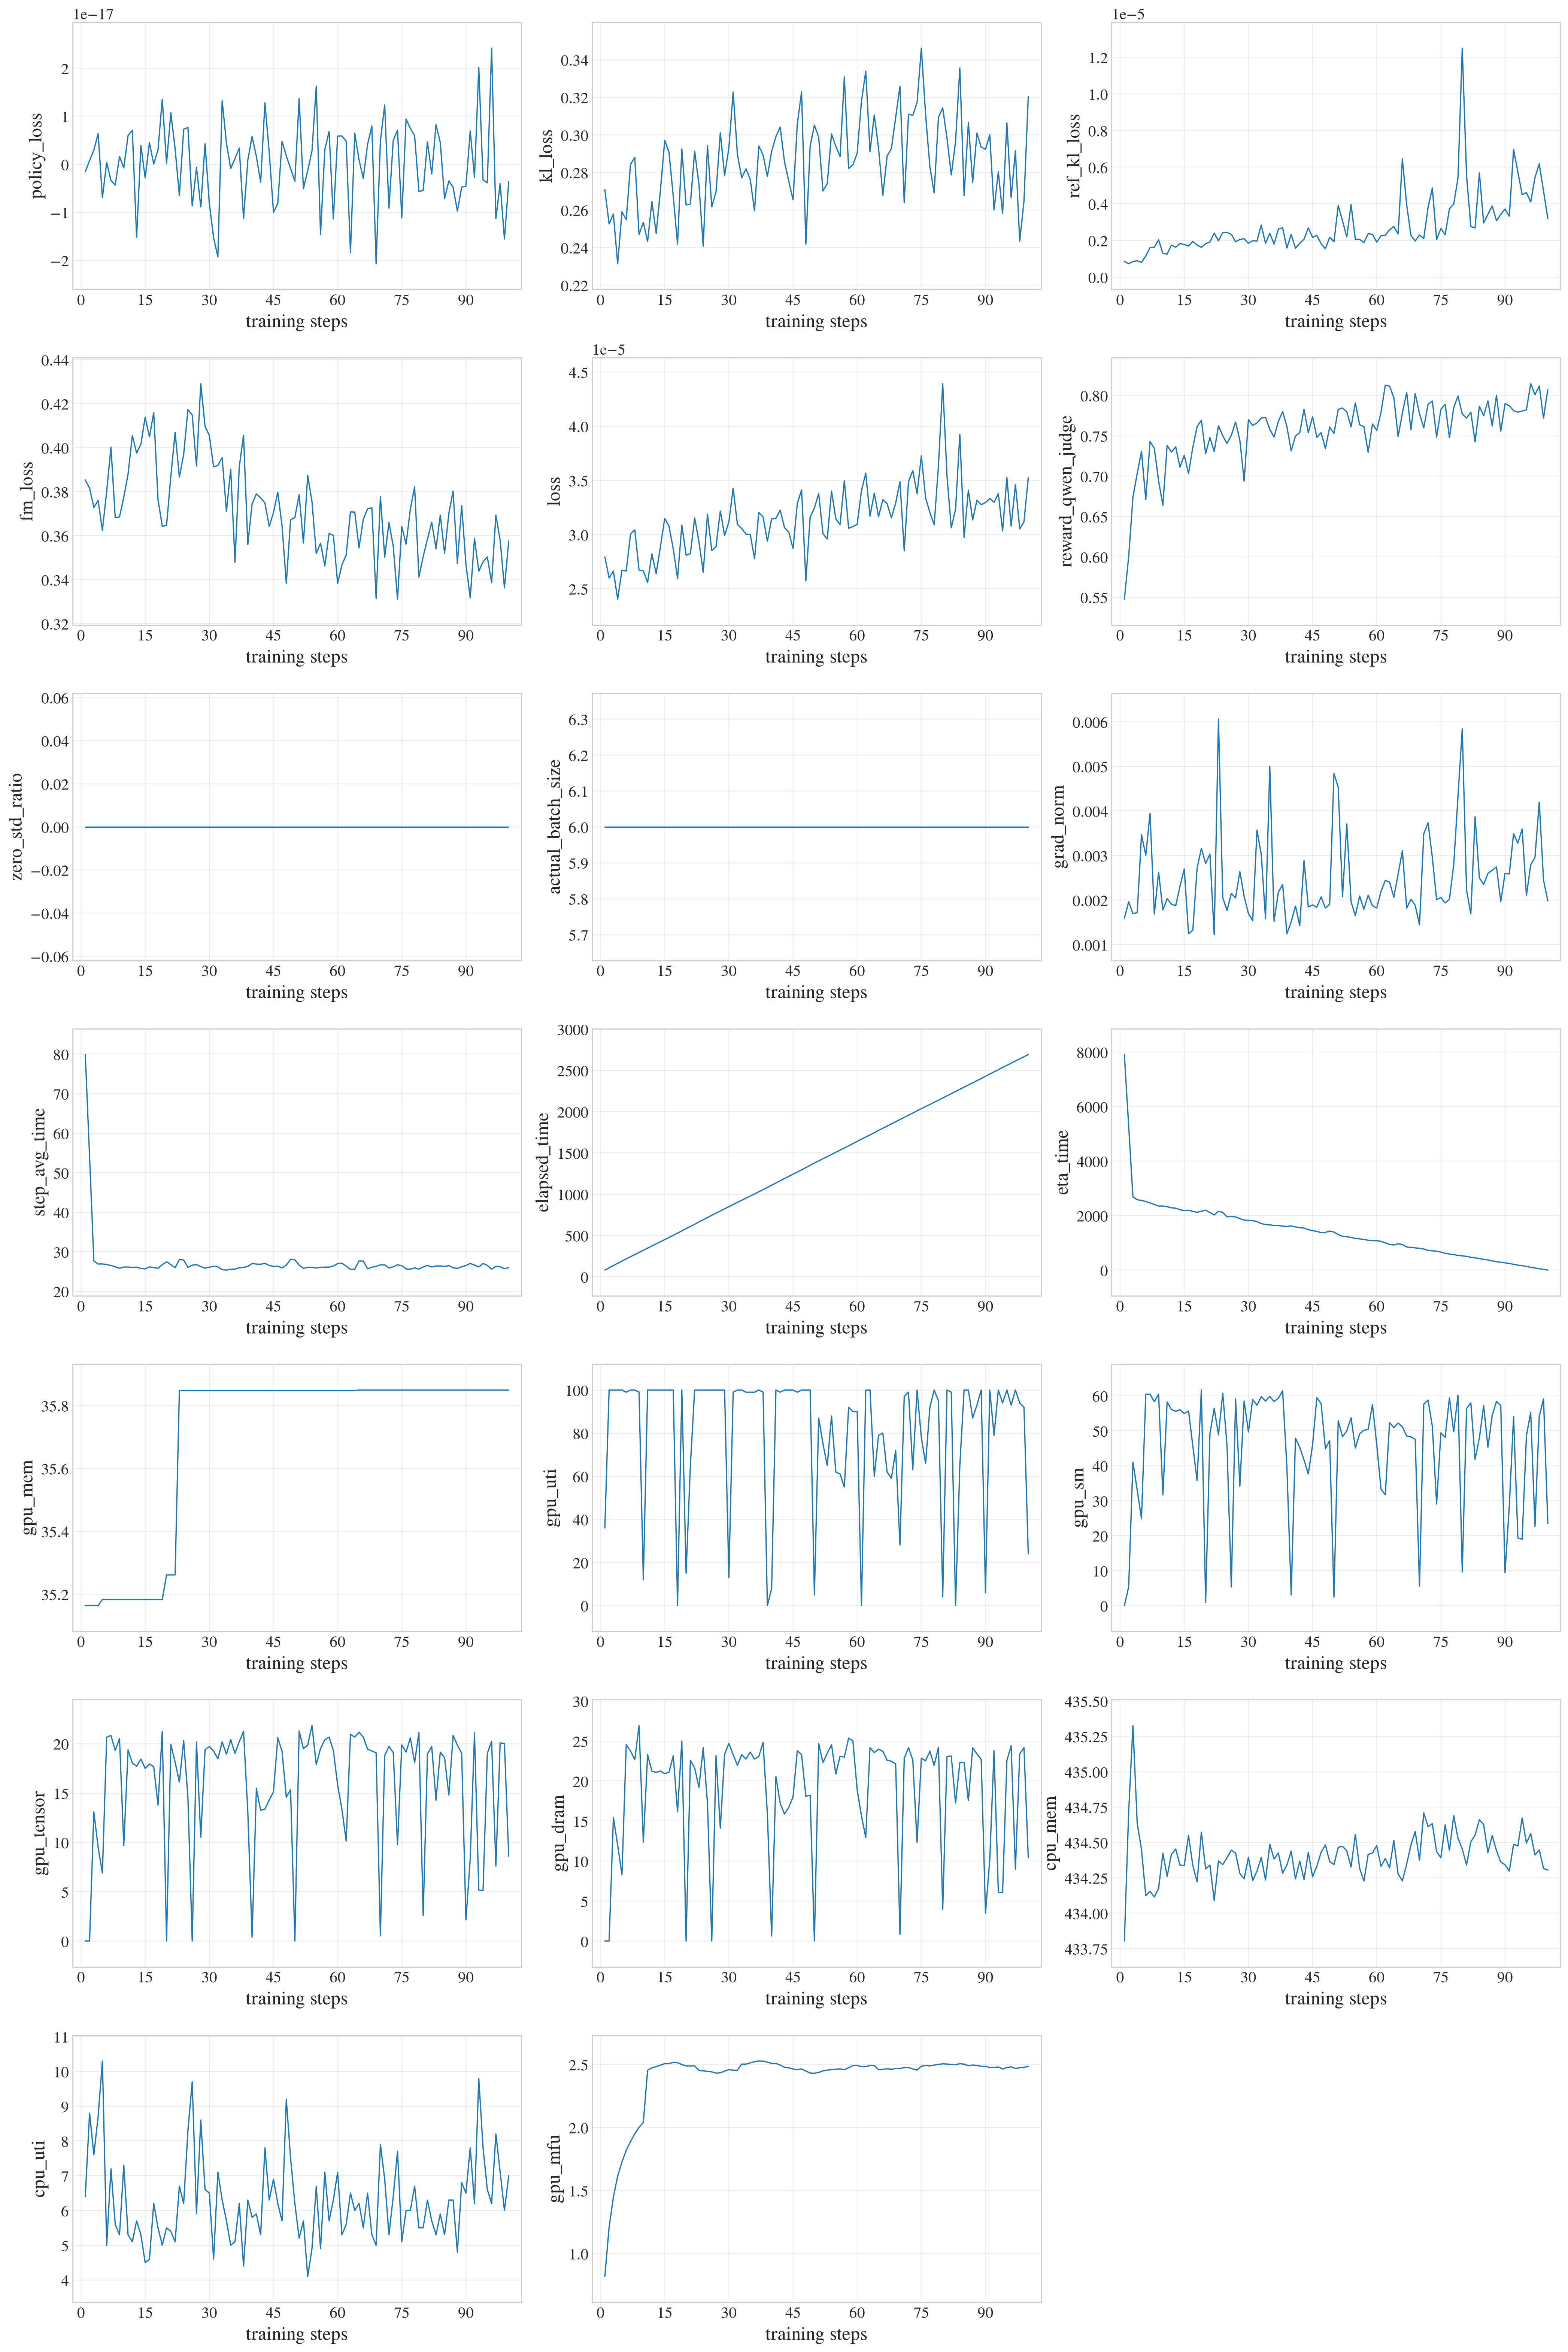 1e−17
policy_loss
2
1
0
−1
−2
0 15 30 45 60 75 90
training steps
kl_loss
0.34
0.32
0.30
0.28
0.26
0.24
0.22
0 15 30 45 60 75 90
training steps
1e−5
ref_kl_loss
1.2
1.0
0.8
0.6
0.4
0.2
0.0
0 15 30 45 60 75 90
training steps
fm_loss
0.44
0.42
0.40
0.38
0.36
0.34
0.32
0 15 30 45 60 75 90
training steps
1e−5
loss
4.5
4.0
3.5
3.0
2.5
0 15 30 45 60 75 90
training steps
reward_qwen_judge
0.80
0.75
0.70
0.65
0.60
0.55
0 15 30 45 60 75 90
training steps
zero_std_ratio
0.06
0.04
0.02
0.00
−0.02
−0.04
−0.06
0 15 30 45 60 75 90
training steps
actual_batch_size
6.3
6.2
6.1
6.0
5.9
5.8
5.7
0 15 30 45 60 75 90
training steps
grad_norm
0.006
0.005
0.004
0.003
0.002
0.001
0 15 30 45 60 75 90
training steps
step_avg_time
80
70
60
50
40
30
20
0 15 30 45 60 75 90
training steps
elapsed_time
3000
2500
2000
1500
1000
500
0
0 15 30 45 60 75 90
training steps
eta_time
8000
6000
4000
2000
0
0 15 30 45 60 75 90
training steps
gpu_mem
35.8
35.6
35.4
35.2
0 15 30 45 60 75 90
training steps
gpu_uti
100
80
60
40
20
0
0 15 30 45 60 75 90
training steps
gpu_sm
60
50
40
30
20
10
0
0 15 30 45 60 75 90
training steps
gpu_tensor
20
15
10
5
0
0 15 30 45 60 75 90
training steps
gpu_dram
30
25
20
15
10
5
0
0 15 30 45 60 75 90
training steps
cpu_mem
435.50
435.25
435.00
434.75
434.50
434.25
434.00
433.75
0 15 30 45 60 75 90
training steps
cpu_uti
11
10
9
8
7
6
5
4
0 15 30 45 60 75 90
training steps
gpu_mfu
2.5
2.0
1.5
1.0
0 15 30 45 60 75 90
training steps